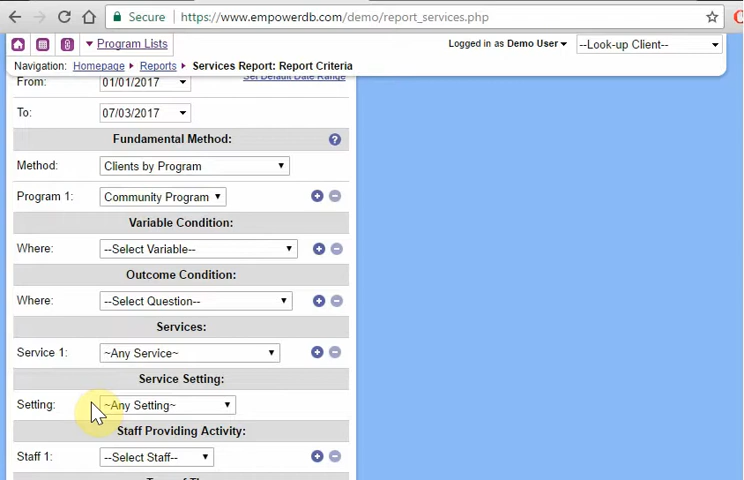 Secure https://www.empowerdb.com/demo/report_services.php
Program Lists Logged in as Demo User --Look-up Client--
Navigation: Homepage Reports Services Report: Report Criteria
From: 01/01/2017 Set Default Date Range
To: 07/03/2017
Fundamental Method: ?
Method: Clients by Program
Program 1: Community Program
Variable Condition:
Where: --Select Variable--
Outcome Condition:
Where: --Select Question--
Services:
Service 1: ~Any Service~
Service Setting:
Setting: ~Any Setting~
Staff Providing Activity:
Staff 1: --Select Staff--